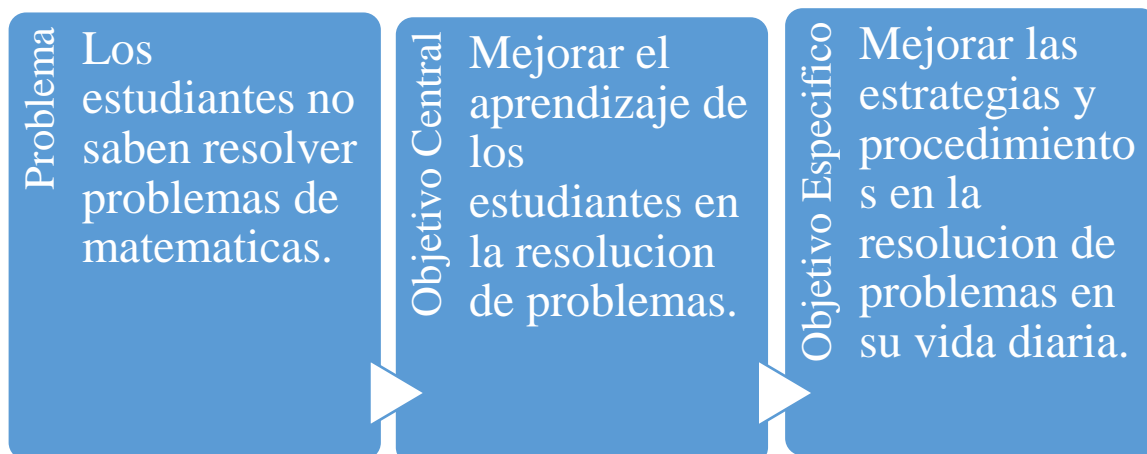 Problema
Los
estudiantes no
saben resolver
problemas de
matematicas.
Objetivo Central
Mejorar el
aprendizaje de
los
estudiantes en
la resolucion
de problemas.
Objetivo Especifico
Mejorar las
estrategias y
procedimiento
s en la
resolucion de
problemas en
su vida diaria.